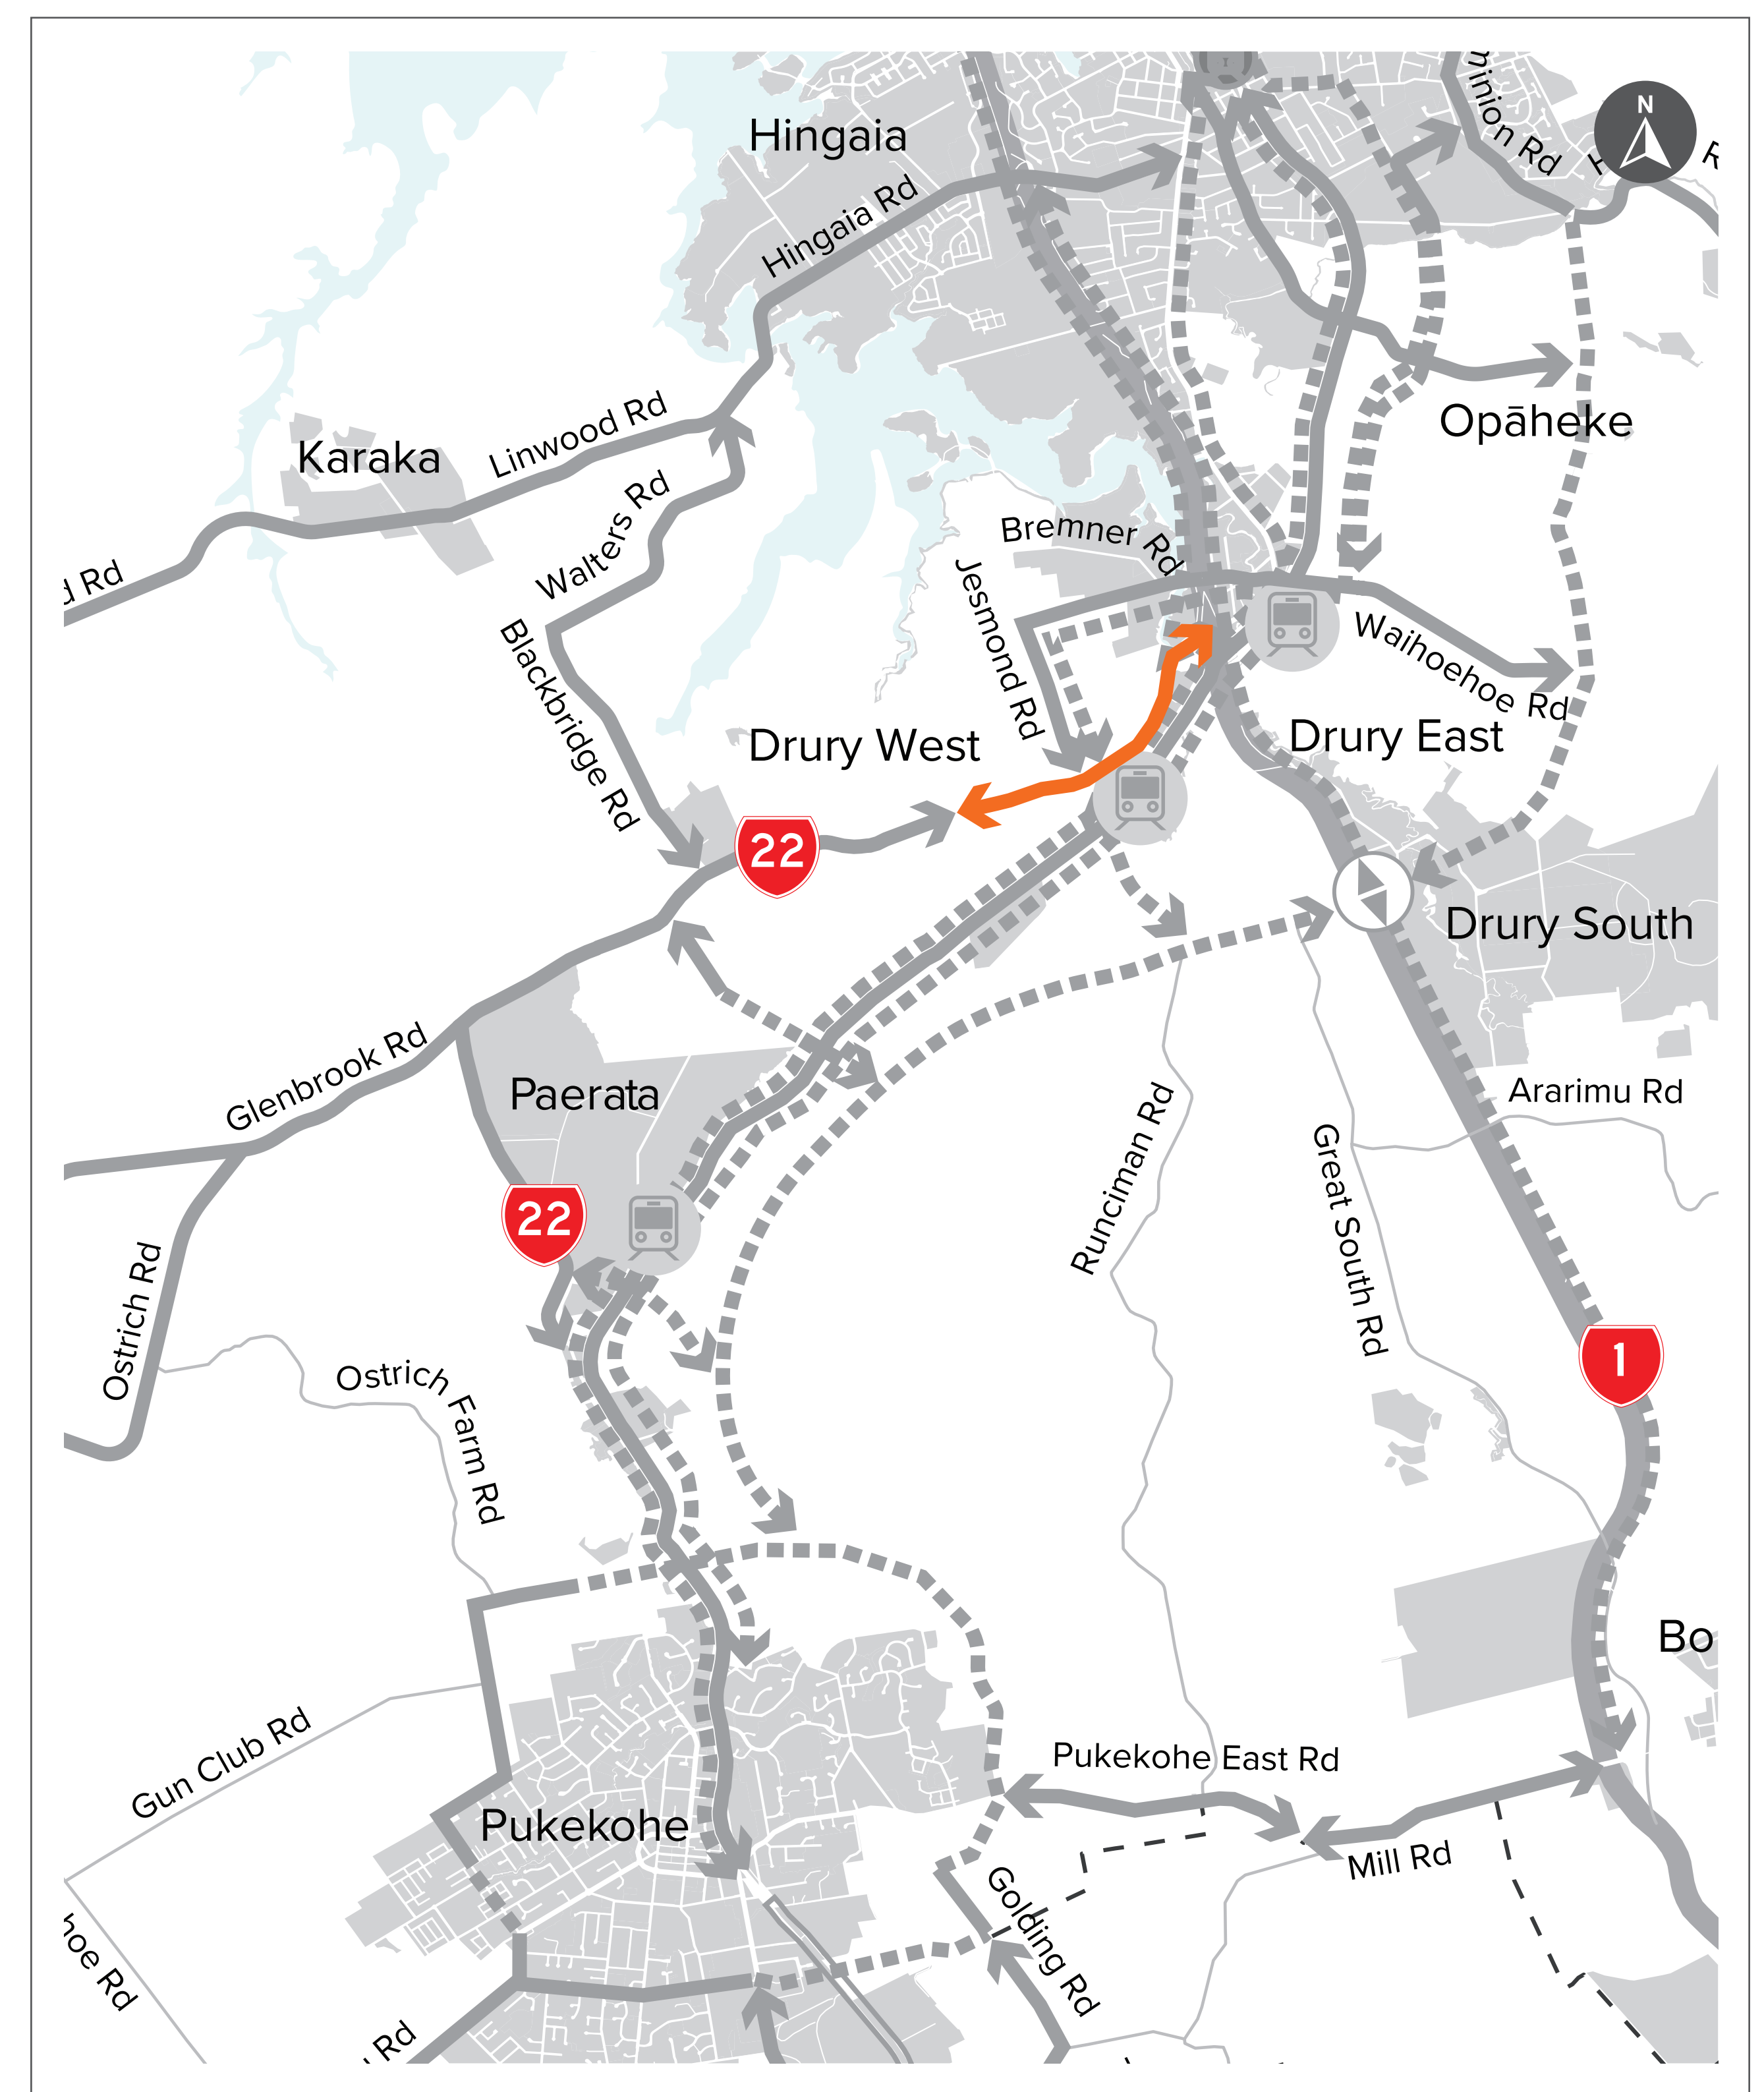 N
Hingaia
Hingaia Rd
Rd
Opāheke
Karaka
Linwood Rd
Walters Rd
Bremner Rd
Rd
Jesmond Rd
Blackbridge Rd
Waihoehoe Rd
Drury West
Drury East
22
Drury South
Glenbrook Rd
Paerata
Ararimu Rd
Runciman Rd
Great South Rd
22
Ostrich Rd
1
Ostrich Farm Rd
Gun Club Rd
Pukekohe East Rd
Pukekohe
Mill Rd
Golding Rd
Rd
Rd